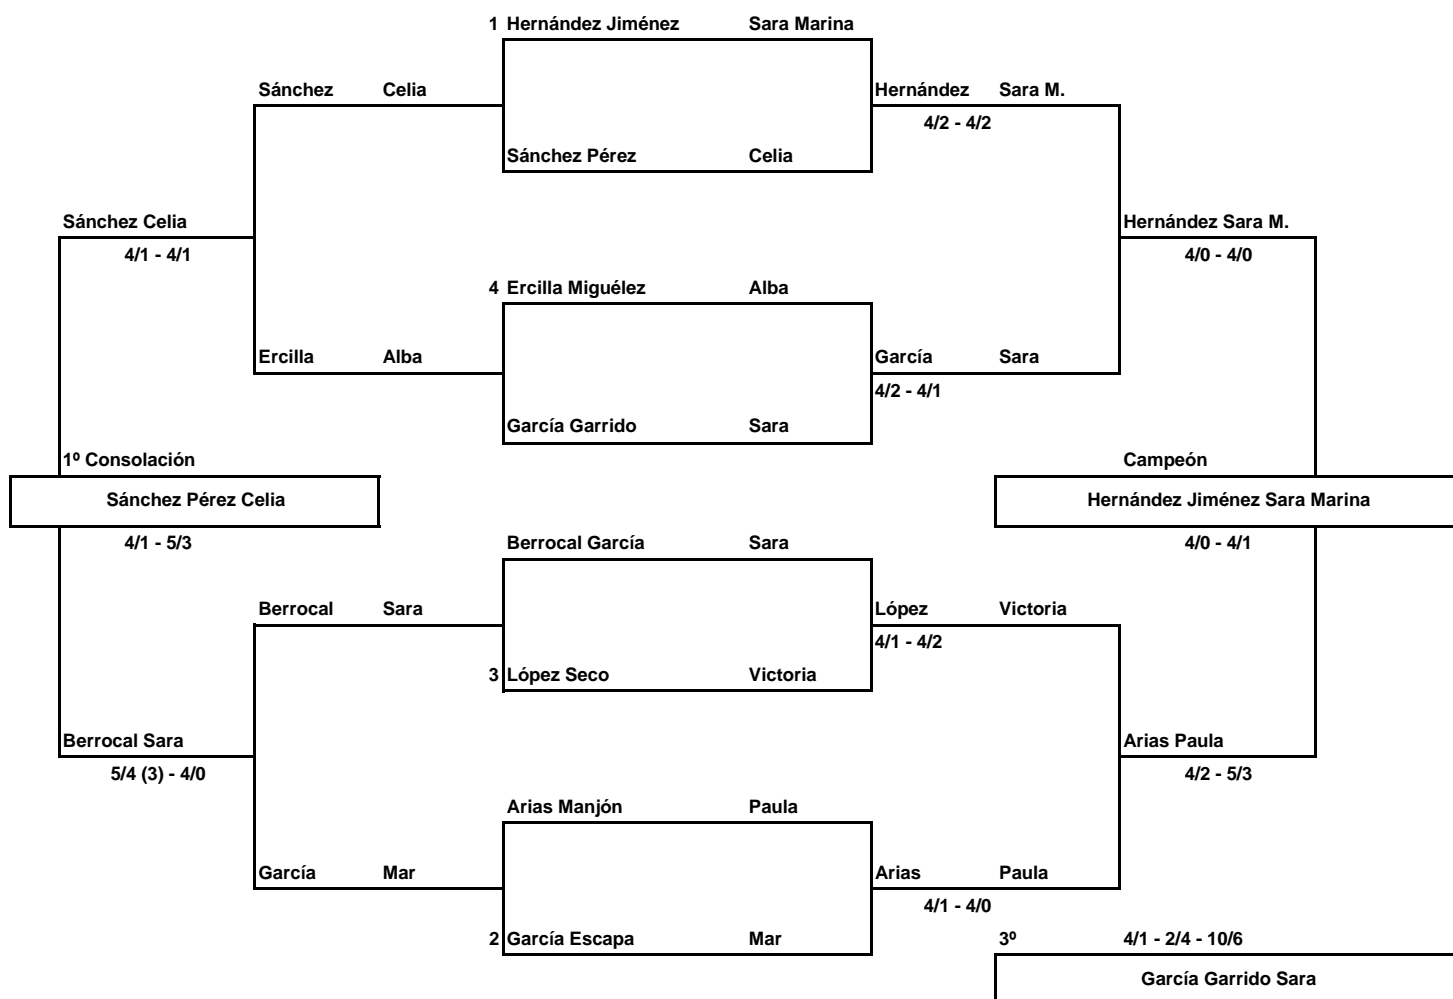 1 Hernández Jiménez Sara Marina
Sánchez Celia Hernández Sara M.
4/2 - 4/2
Sánchez Pérez Celia
Sánchez Celia Hernández Sara M.
4/1 - 4/1 4/0 - 4/0
4 Ercilla Miguélez Alba
Ercilla Alba García Sara
4/2 - 4/1
García Garrido Sara
1º Consolación Campeón
Sánchez Pérez Celia Hernández Jiménez Sara Marina
4/1 - 5/3 Berrocal García Sara 4/0 - 4/1
Berrocal Sara López Victoria
4/1 - 4/2
3 López Seco Victoria
Berrocal Sara Arias Paula
5/4 (3) - 4/0 4/2 - 5/3
Arias Manjón Paula
García Mar Arias Paula
4/1 - 4/0
2 García Escapa Mar 3º 4/1 - 2/4 - 10/6
García Garrido Sara